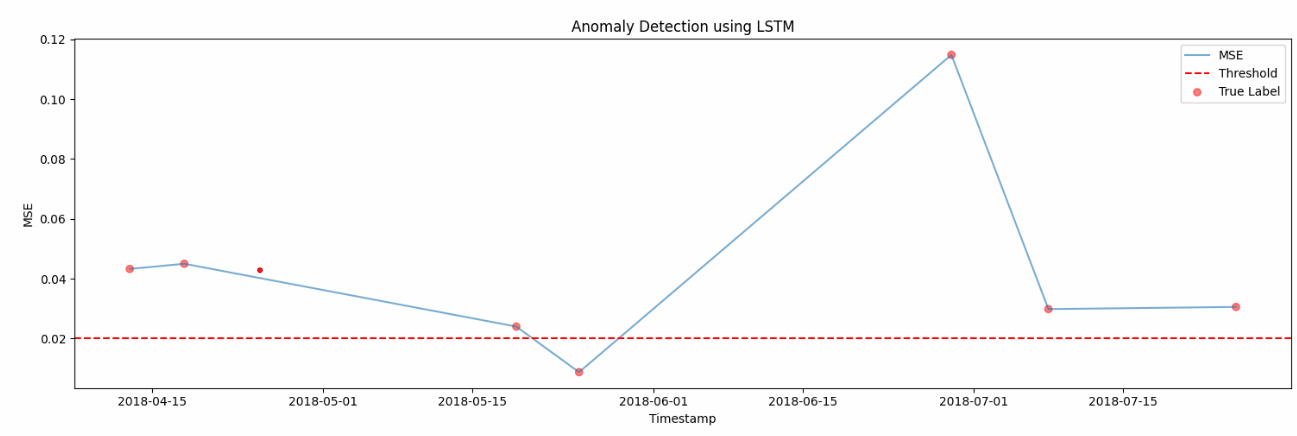 Anomaly Detection using LSTM
0.12
0.10
0.08
0.06
0.04
0.02
MSE
MSE
Threshold
True Label
2018-04-15
2018-05-01
2018-05-15
2018-06-01
2018-06-15
2018-07-01
2018-07-15
Timestamp